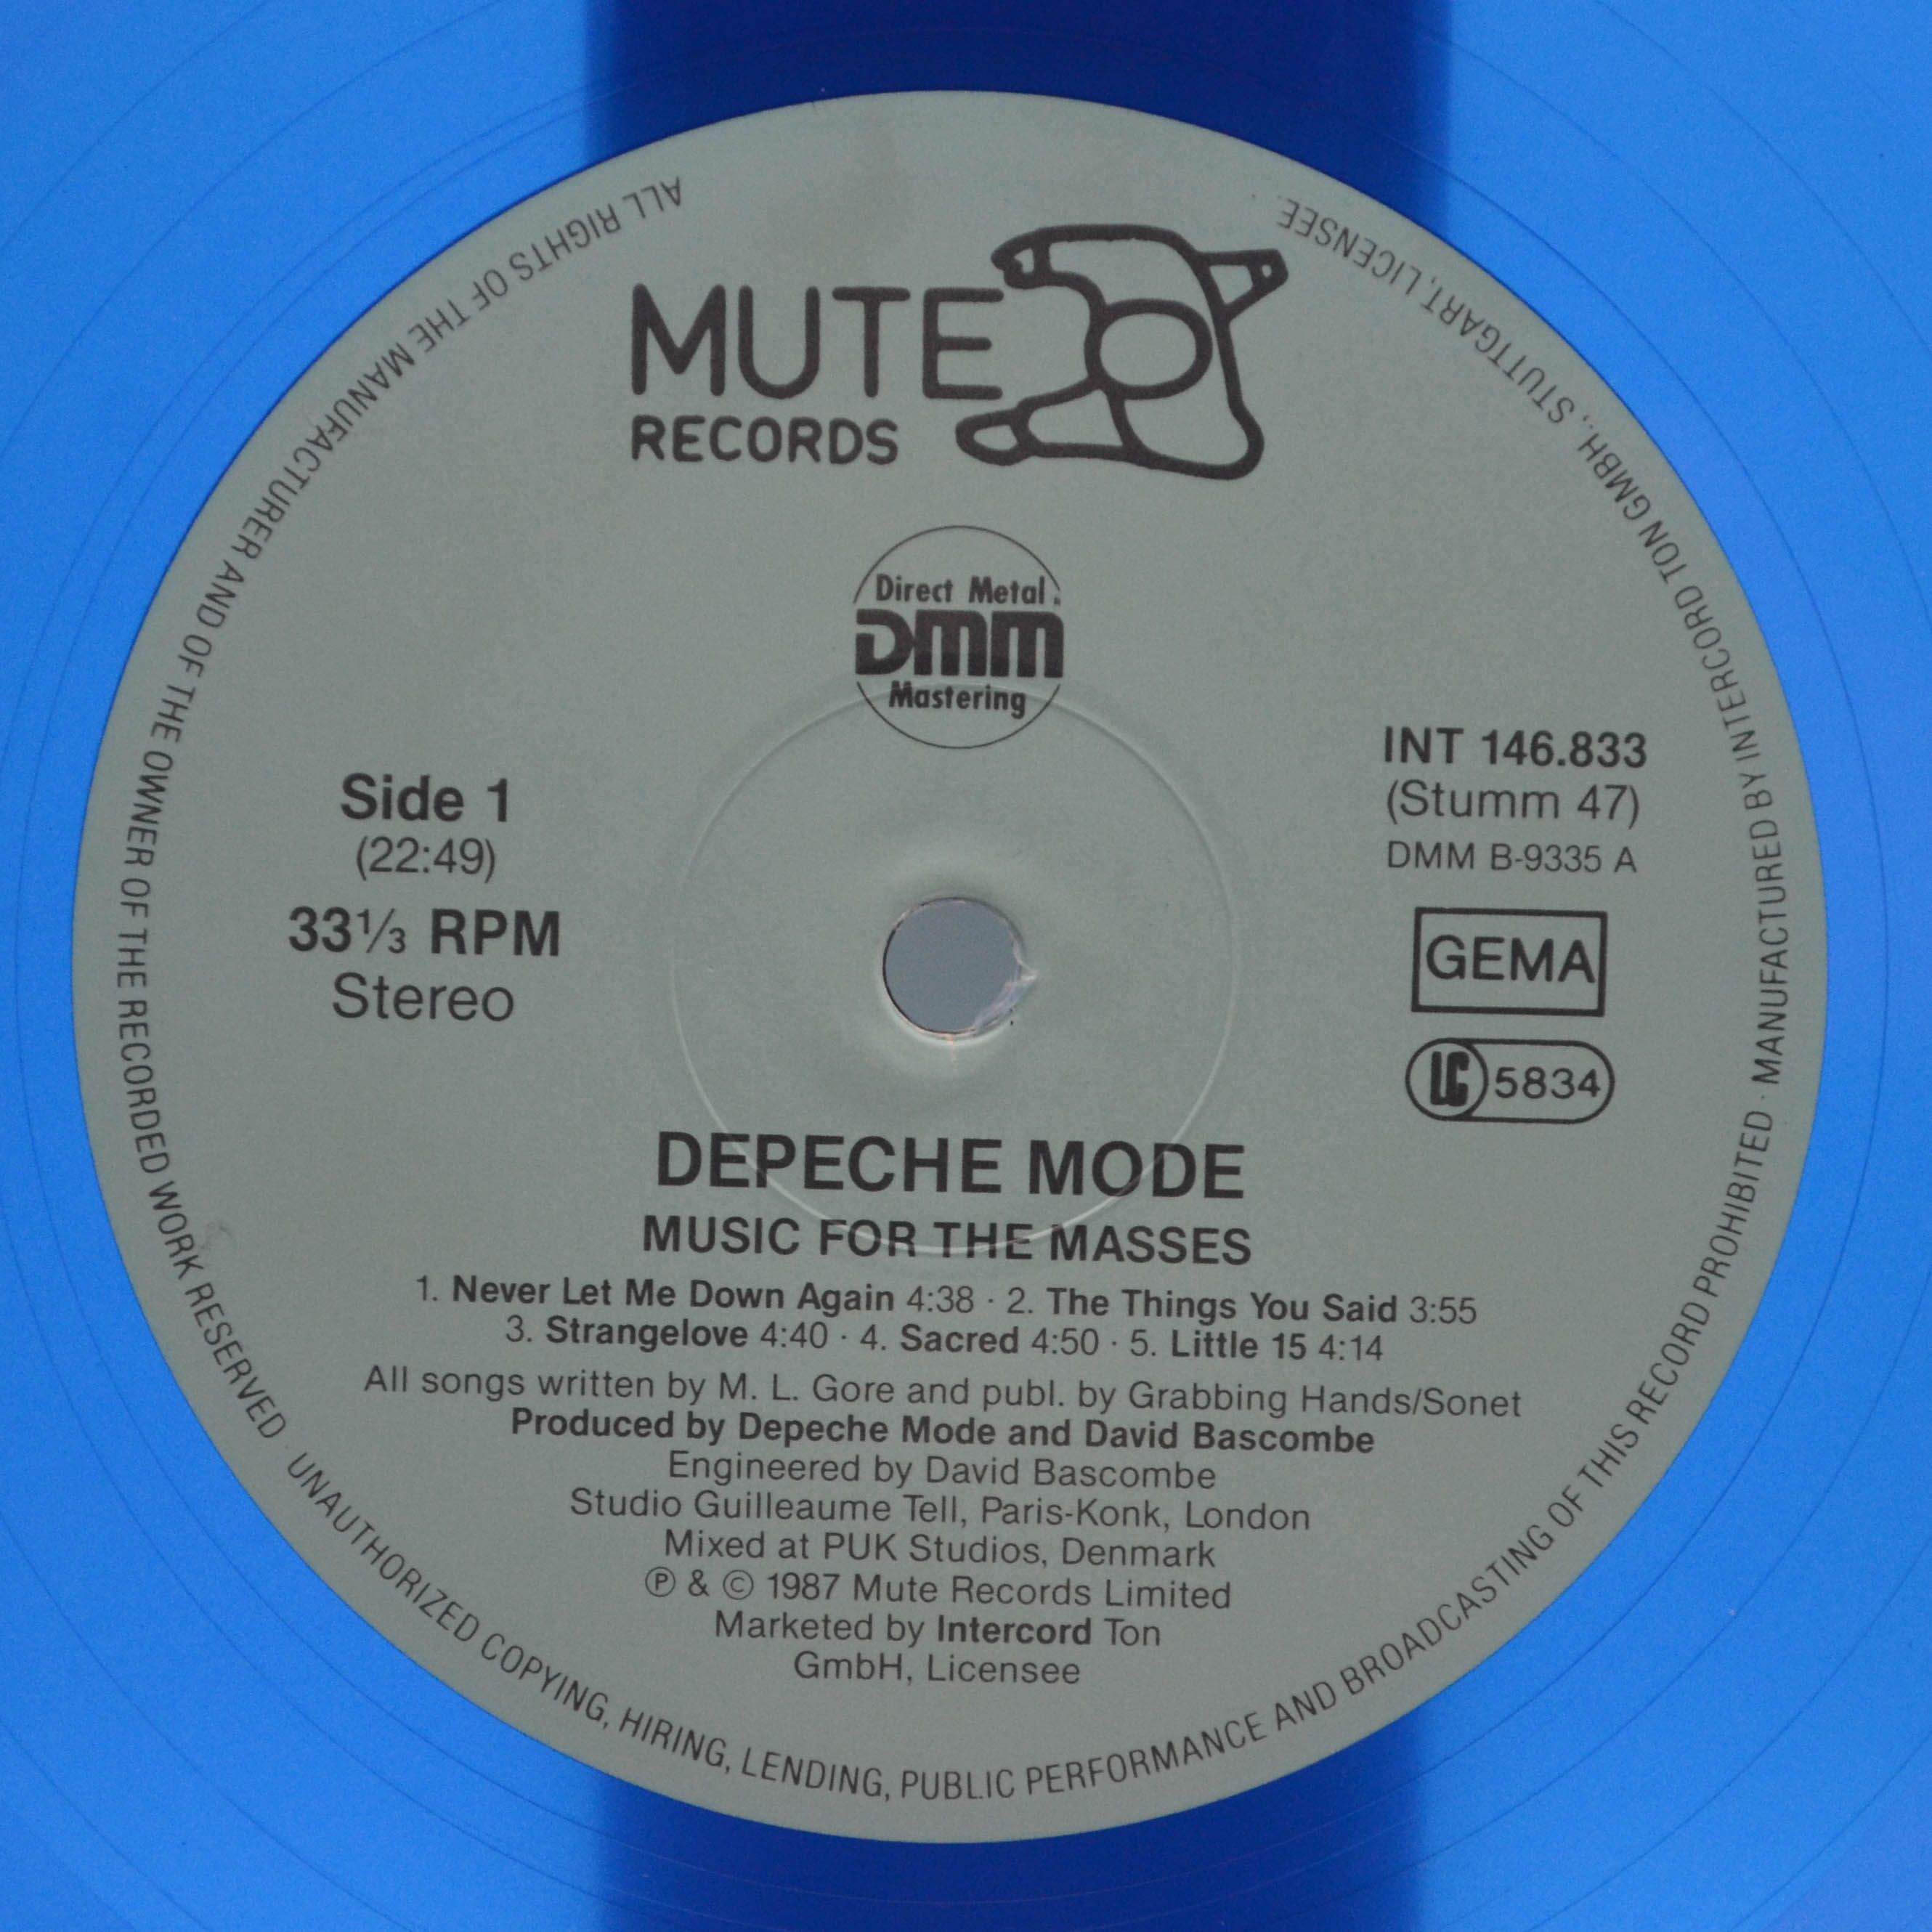 MUTE
RECORDS
Direct Metal
DMM
Mastering
Side 1
(22:49)
33⅓ RPM
Stereo
INT 146.833
(Stumm 47)
DMM B-9335 A
GEMA
LC 5834
DEPECHE MODE
MUSIC FOR THE MASSES
1. Never Let Me Down Again 4:38 · 2. The Things You Said 3:55
3. Strangelove 4:40 · 4. Sacred 4:50 · 5. Little 15 4:14
All songs written by M. L. Gore and publ. by Grabbing Hands/Sonet
Produced by Depeche Mode and David Bascombe
Engineered by David Bascombe
Studio Guilleaume Tell, Paris-Konk, London
Mixed at PUK Studios, Denmark
℗ & © 1987 Mute Records Limited
Marketed by Intercord Ton
GmbH, Licensee
ALL RIGHTS OF THE MANUFACTURER AND OF THE OWNER OF THE RECORDED WORK RESERVED · UNAUTHORIZED COPYING, HIRING, LENDING, PUBLIC PERFORMANCE AND BROADCASTING OF THIS RECORD PROHIBITED · MANUFACTURED BY INTERCORD TON GMBH., STUTTGART, LICENSEE ·